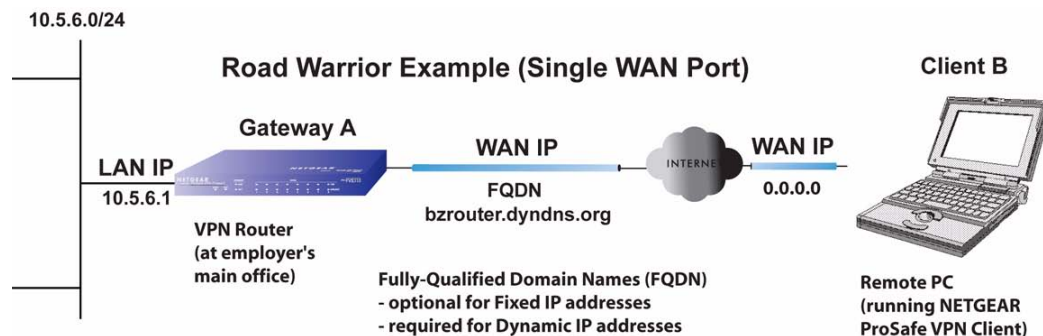 10.5.6.0/24
Road Warrior Example (Single WAN Port)
Client B
Gateway A
LAN IP
10.5.6.1
NETGEAR
WAN IP
FQDN
bzrouter.dyndns.org
INTERNE
WAN IP
0.0.0.0
VPN Router
(at employer's
main office)
Fully-Qualified Domain Names (FQDN)
- optional for Fixed IP addresses
- required for Dynamic IP addresses
Remote PC
(running NETGEAR
ProSafe VPN Client)